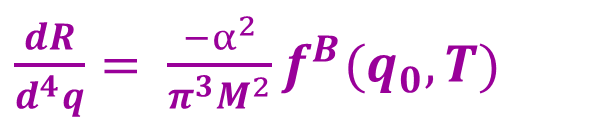 dR/d⁴q = −α²/π³M² f^B(q₀, T)